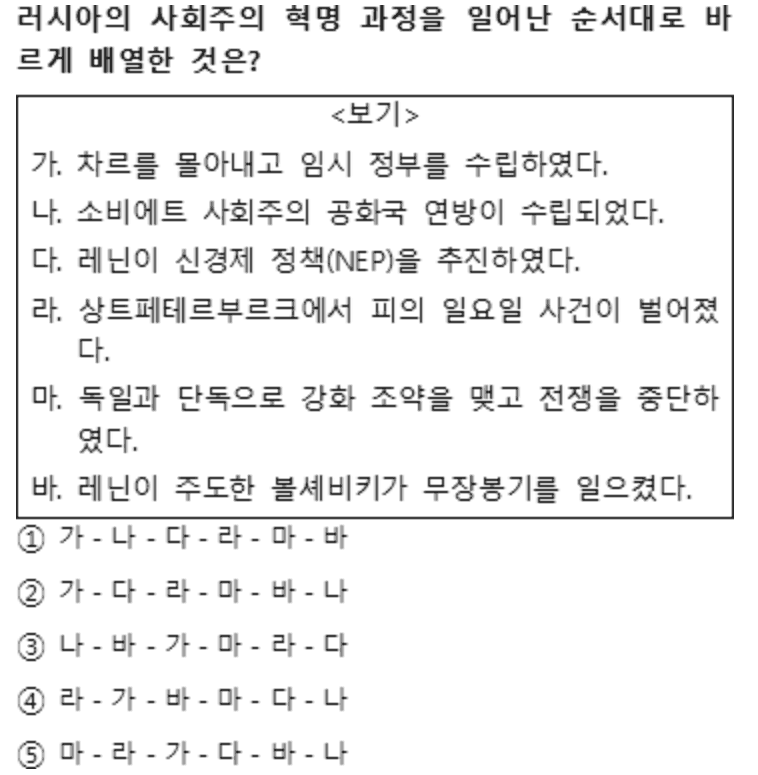 러시아의 사회주의 혁명 과정을 일어난 순서대로 바
르게 배열한 것은?
<보기>
가. 차르를 몰아내고 임시 정부를 수립하였다.
나. 소비에트 사회주의 공화국 연방이 수립되었다.
다. 레닌이 신경제 정책(NEP)을 추진하였다.
라. 상트페테르부르크에서 피의 일요일 사건이 벌어졌
다.
마. 독일과 단독으로 강화 조약을 맺고 전쟁을 중단하
였다.
바. 레닌이 주도한 볼셰비키가 무장봉기를 일으켰다.
① 가 - 나 - 다 - 라 - 마 - 바
② 가 - 다 - 라 - 마 - 바 - 나
③ 나 - 바 - 가 - 마 - 라 - 다
④ 라 - 가 - 바 - 마 - 다 - 나
⑤ 마 - 라 - 가 - 다 - 바 - 나